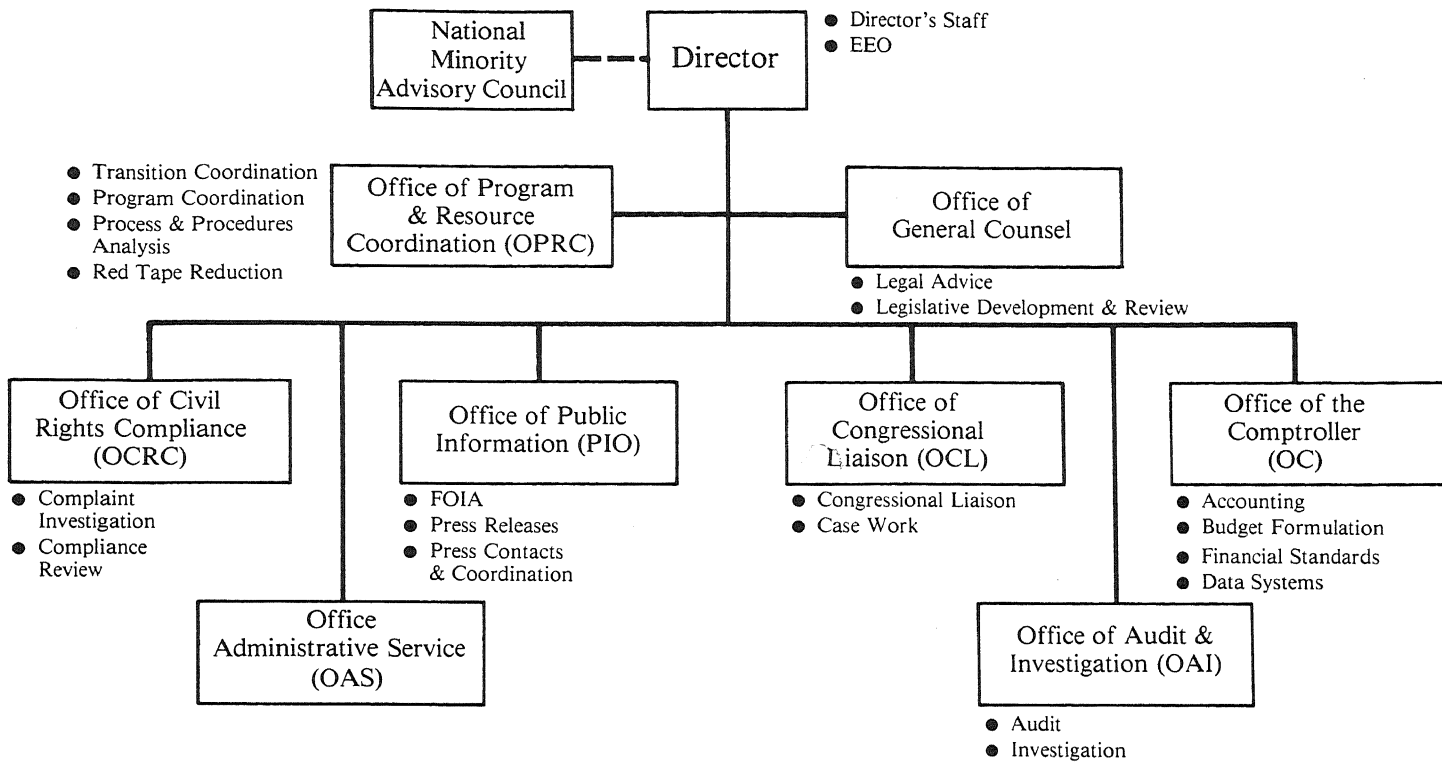 National
Minority
Advisory Council
Director
● Director's Staff
● EEO
● Transition Coordination
● Program Coordination
● Process & Procedures
Analysis
● Red Tape Reduction
Office of Program
& Resource
Coordination (OPRC)
Office of
General Counsel
● Legal Advice
● Legislative Development & Review
Office of Civil
Rights Compliance
(OCRC)
● Complaint
Investigation
● Compliance
Review
Office
Administrative Service
(OAS)
Office of Public
Information (PIO)
● FOIA
● Press Releases
● Press Contacts
& Coordination
Office of
Congressional
Liaison (OCL)
● Congressional Liaison
● Case Work
Office of Audit &
Investigation (OAI)
● Audit
● Investigation
Office of the
Comptroller
(OC)
● Accounting
● Budget Formulation
● Financial Standards
● Data Systems